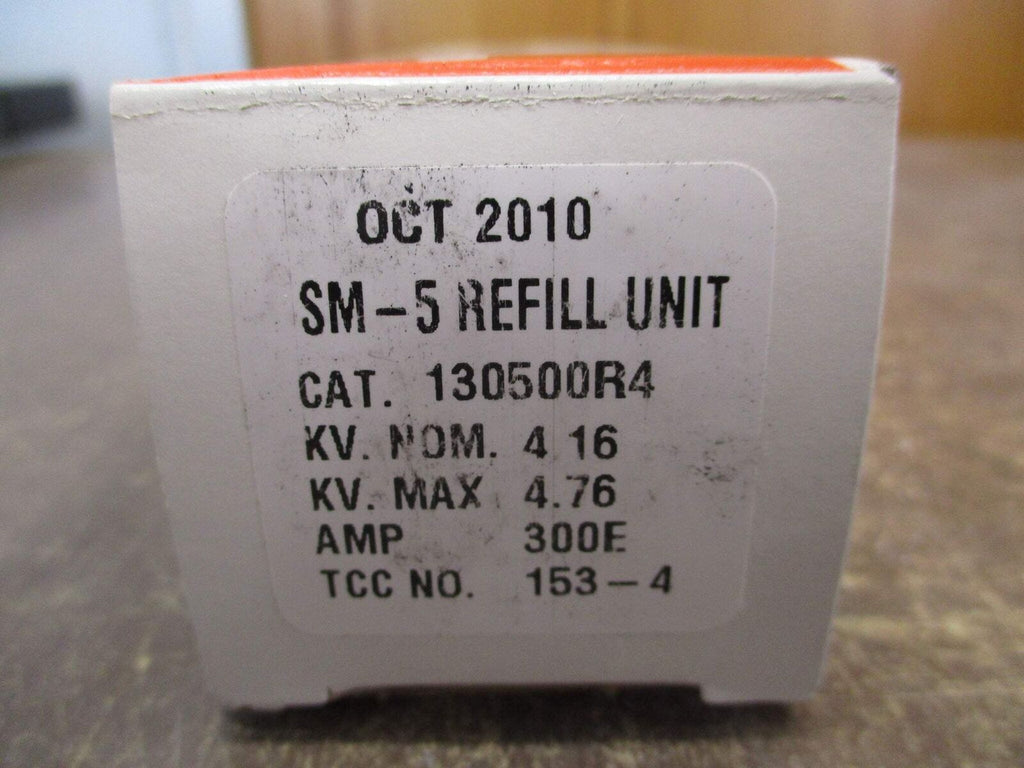 OCT 2010
SM-5 REFILL UNIT
CAT. 130500R4
KV. NOM. 4 16
KV. MAX 4.76
AMP 300E
TCC NO. 153-4